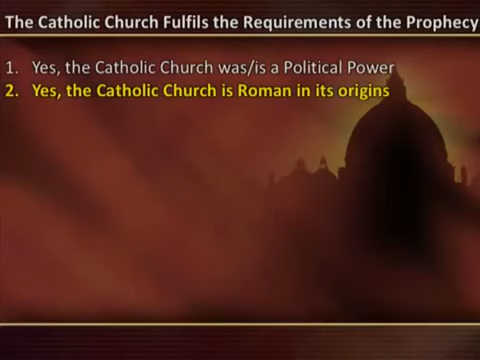 The Catholic Church Fulfils the Requirements of the Prophecy
1. Yes, the Catholic Church was/is a Political Power
2. Yes, the Catholic Church is Roman in its origins